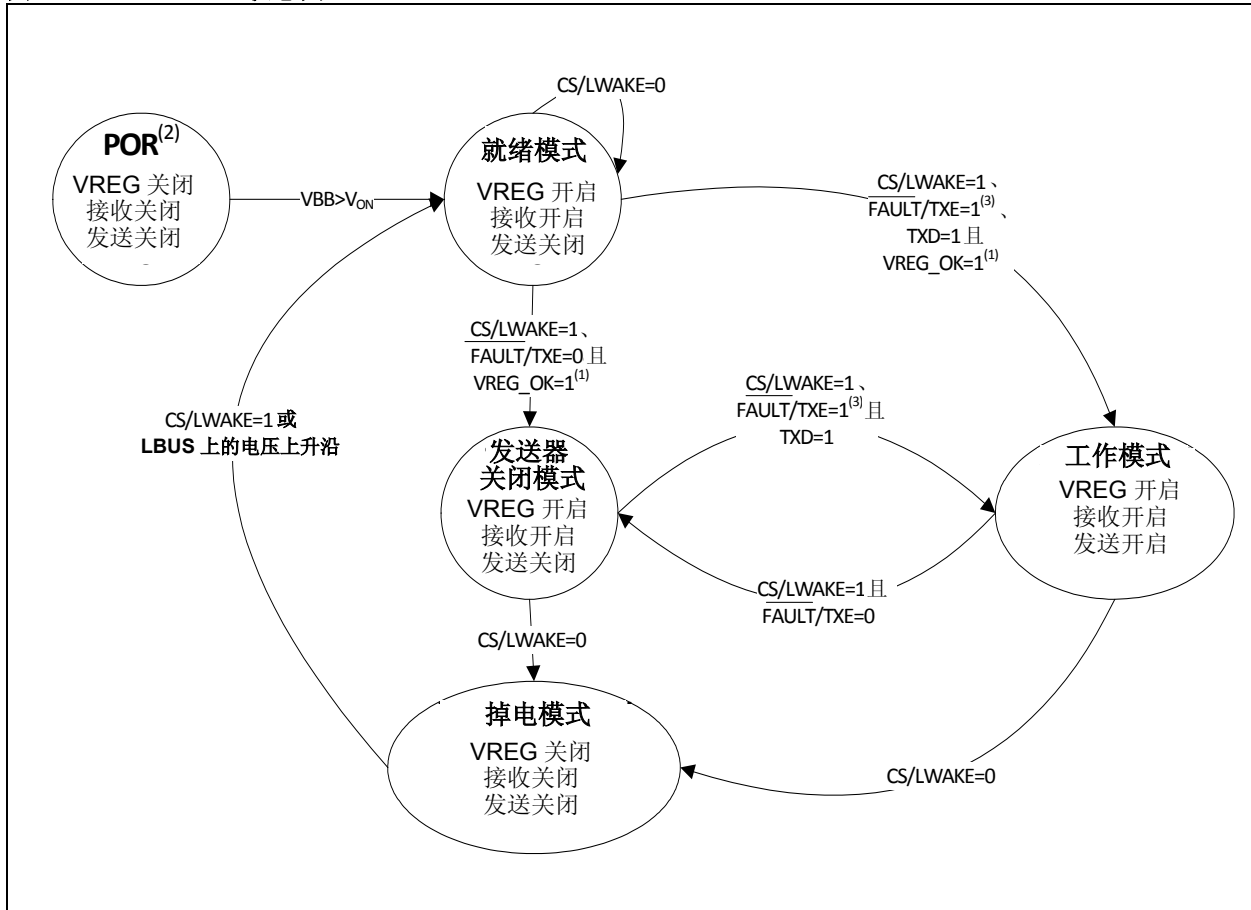 CS/LWAKE=0
POR(2)
VREG 关闭
接收关闭
发送关闭
VBB>VON
就绪模式
VREG 开启
接收开启
发送关闭
CS/LWAKE=1、
FAULT/TXE=1(3)、
TXD=1 且
VREG_OK=1(1)
CS/LWAKE=1、
FAULT/TXE=0 且
VREG_OK=1(1)
CS/LWAKE=1、
FAULT/TXE=1(3) 且
TXD=1
CS/LWAKE=1 或
LBUS 上的电压上升沿
发送器
关闭模式
VREG 开启
接收开启
发送关闭
工作模式
VREG 开启
接收开启
发送开启
CS/LWAKE=1 且
FAULT/TXE=0
CS/LWAKE=0
掉电模式
VREG 关闭
接收关闭
发送关闭
CS/LWAKE=0